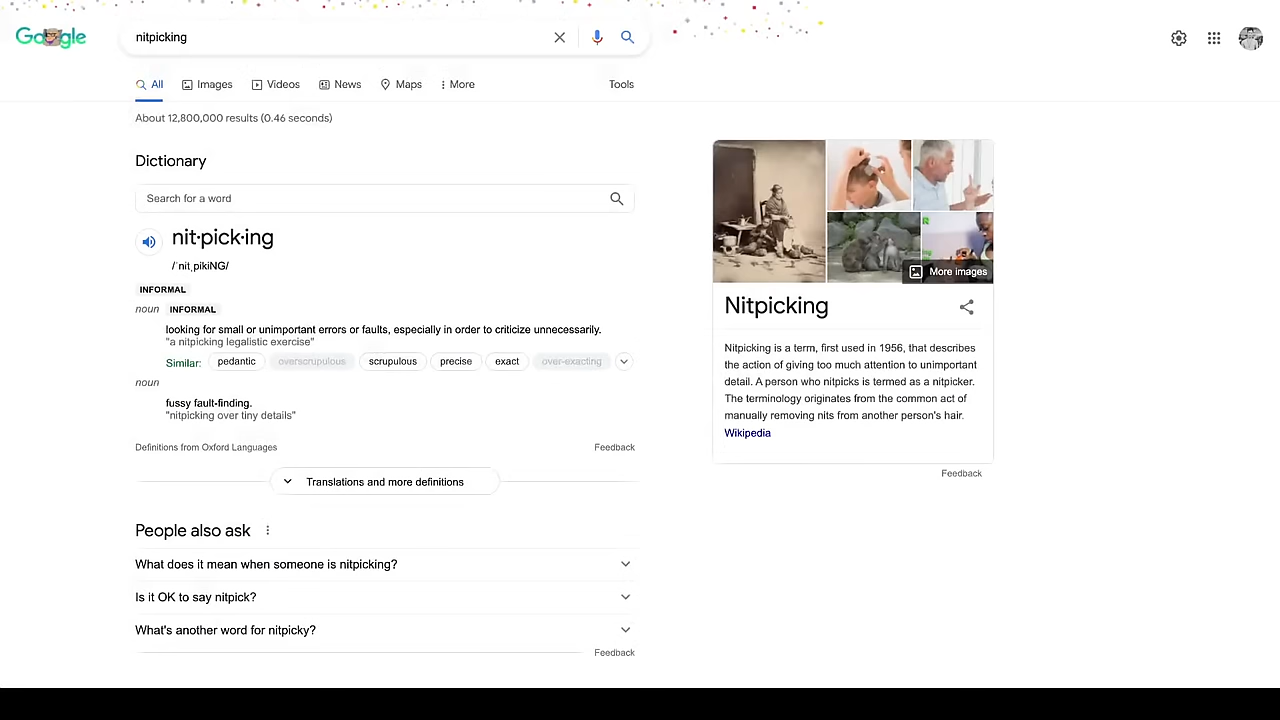 Google
nitpicking
All Images Videos News Maps More Tools
About 12,800,000 results (0.46 seconds)
Dictionary
Search for a word
nit·pick·ing
/ˈnitˌpikiNG/
INFORMAL
noun INFORMAL
looking for small or unimportant errors or faults, especially in order to criticize unnecessarily.
"a nitpicking legalistic exercise"
Similar: pedantic overscrupulous scrupulous precise exact over-exacting
noun
fussy fault-finding.
"nitpicking over tiny details"
Definitions from Oxford Languages Feedback
Translations and more definitions
People also ask
What does it mean when someone is nitpicking?
Is it OK to say nitpick?
What's another word for nitpicky?
Feedback
More images
Nitpicking
Nitpicking is a term, first used in 1956, that describes
the action of giving too much attention to unimportant
detail. A person who nitpicks is termed as a nitpicker.
The terminology originates from the common act of
manually removing nits from another person's hair.
Wikipedia
Feedback